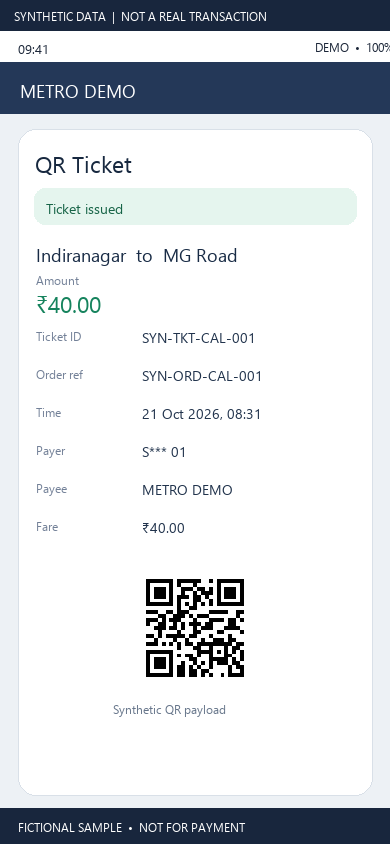 SYNTHETIC DATA | NOT A REAL TRANSACTION
09:41 DEMO • 100%
METRO DEMO
QR Ticket
Ticket issued
Indiranagar to MG Road
Amount
₹40.00
Ticket ID SYN-TKT-CAL-001
Order ref SYN-ORD-CAL-001
Time 21 Oct 2026, 08:31
Payer S*** 01
Payee METRO DEMO
Fare ₹40.00
Synthetic QR payload
FICTIONAL SAMPLE • NOT FOR PAYMENT